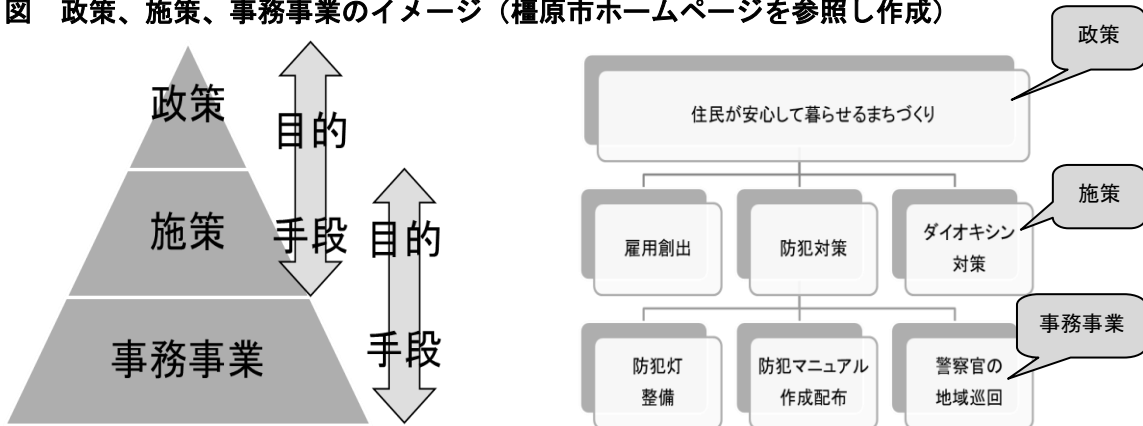 図　政策、施策、事務事業のイメージ（橿原市ホームページを参照し作成）
政策
施策
事務事業
目的
手段
目的
手段
政策
住民が安心して暮らせるまちづくり
施策
雇用創出
防犯対策
ダイオキシン
対策
事務事業
防犯灯
整備
防犯マニュアル
作成配布
警察官の
地域巡回